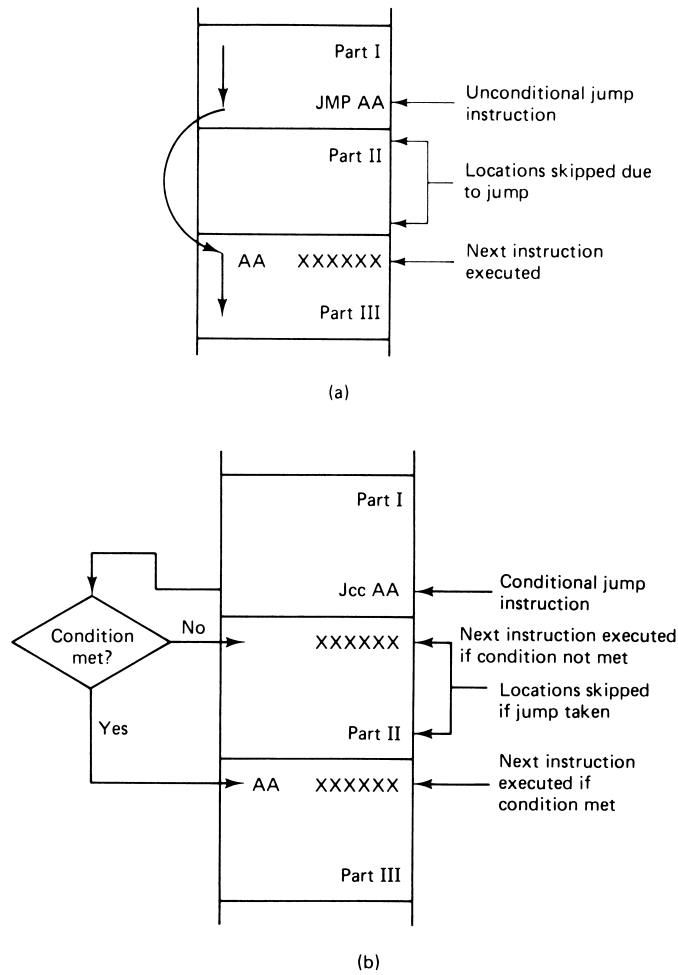 Part I
JMP AA
Unconditional jump
instruction
Part II
Locations skipped due
to jump
AA XXXXXX
Next instruction
executed
Part III
(a)
Part I
Jcc AA
Conditional jump
instruction
Condition
met?
No
XXXXXX
Next instruction executed
if condition not met
Locations skipped
if jump taken
Yes
Part II
AA XXXXXX
Next instruction
executed if
condition met
Part III
(b)